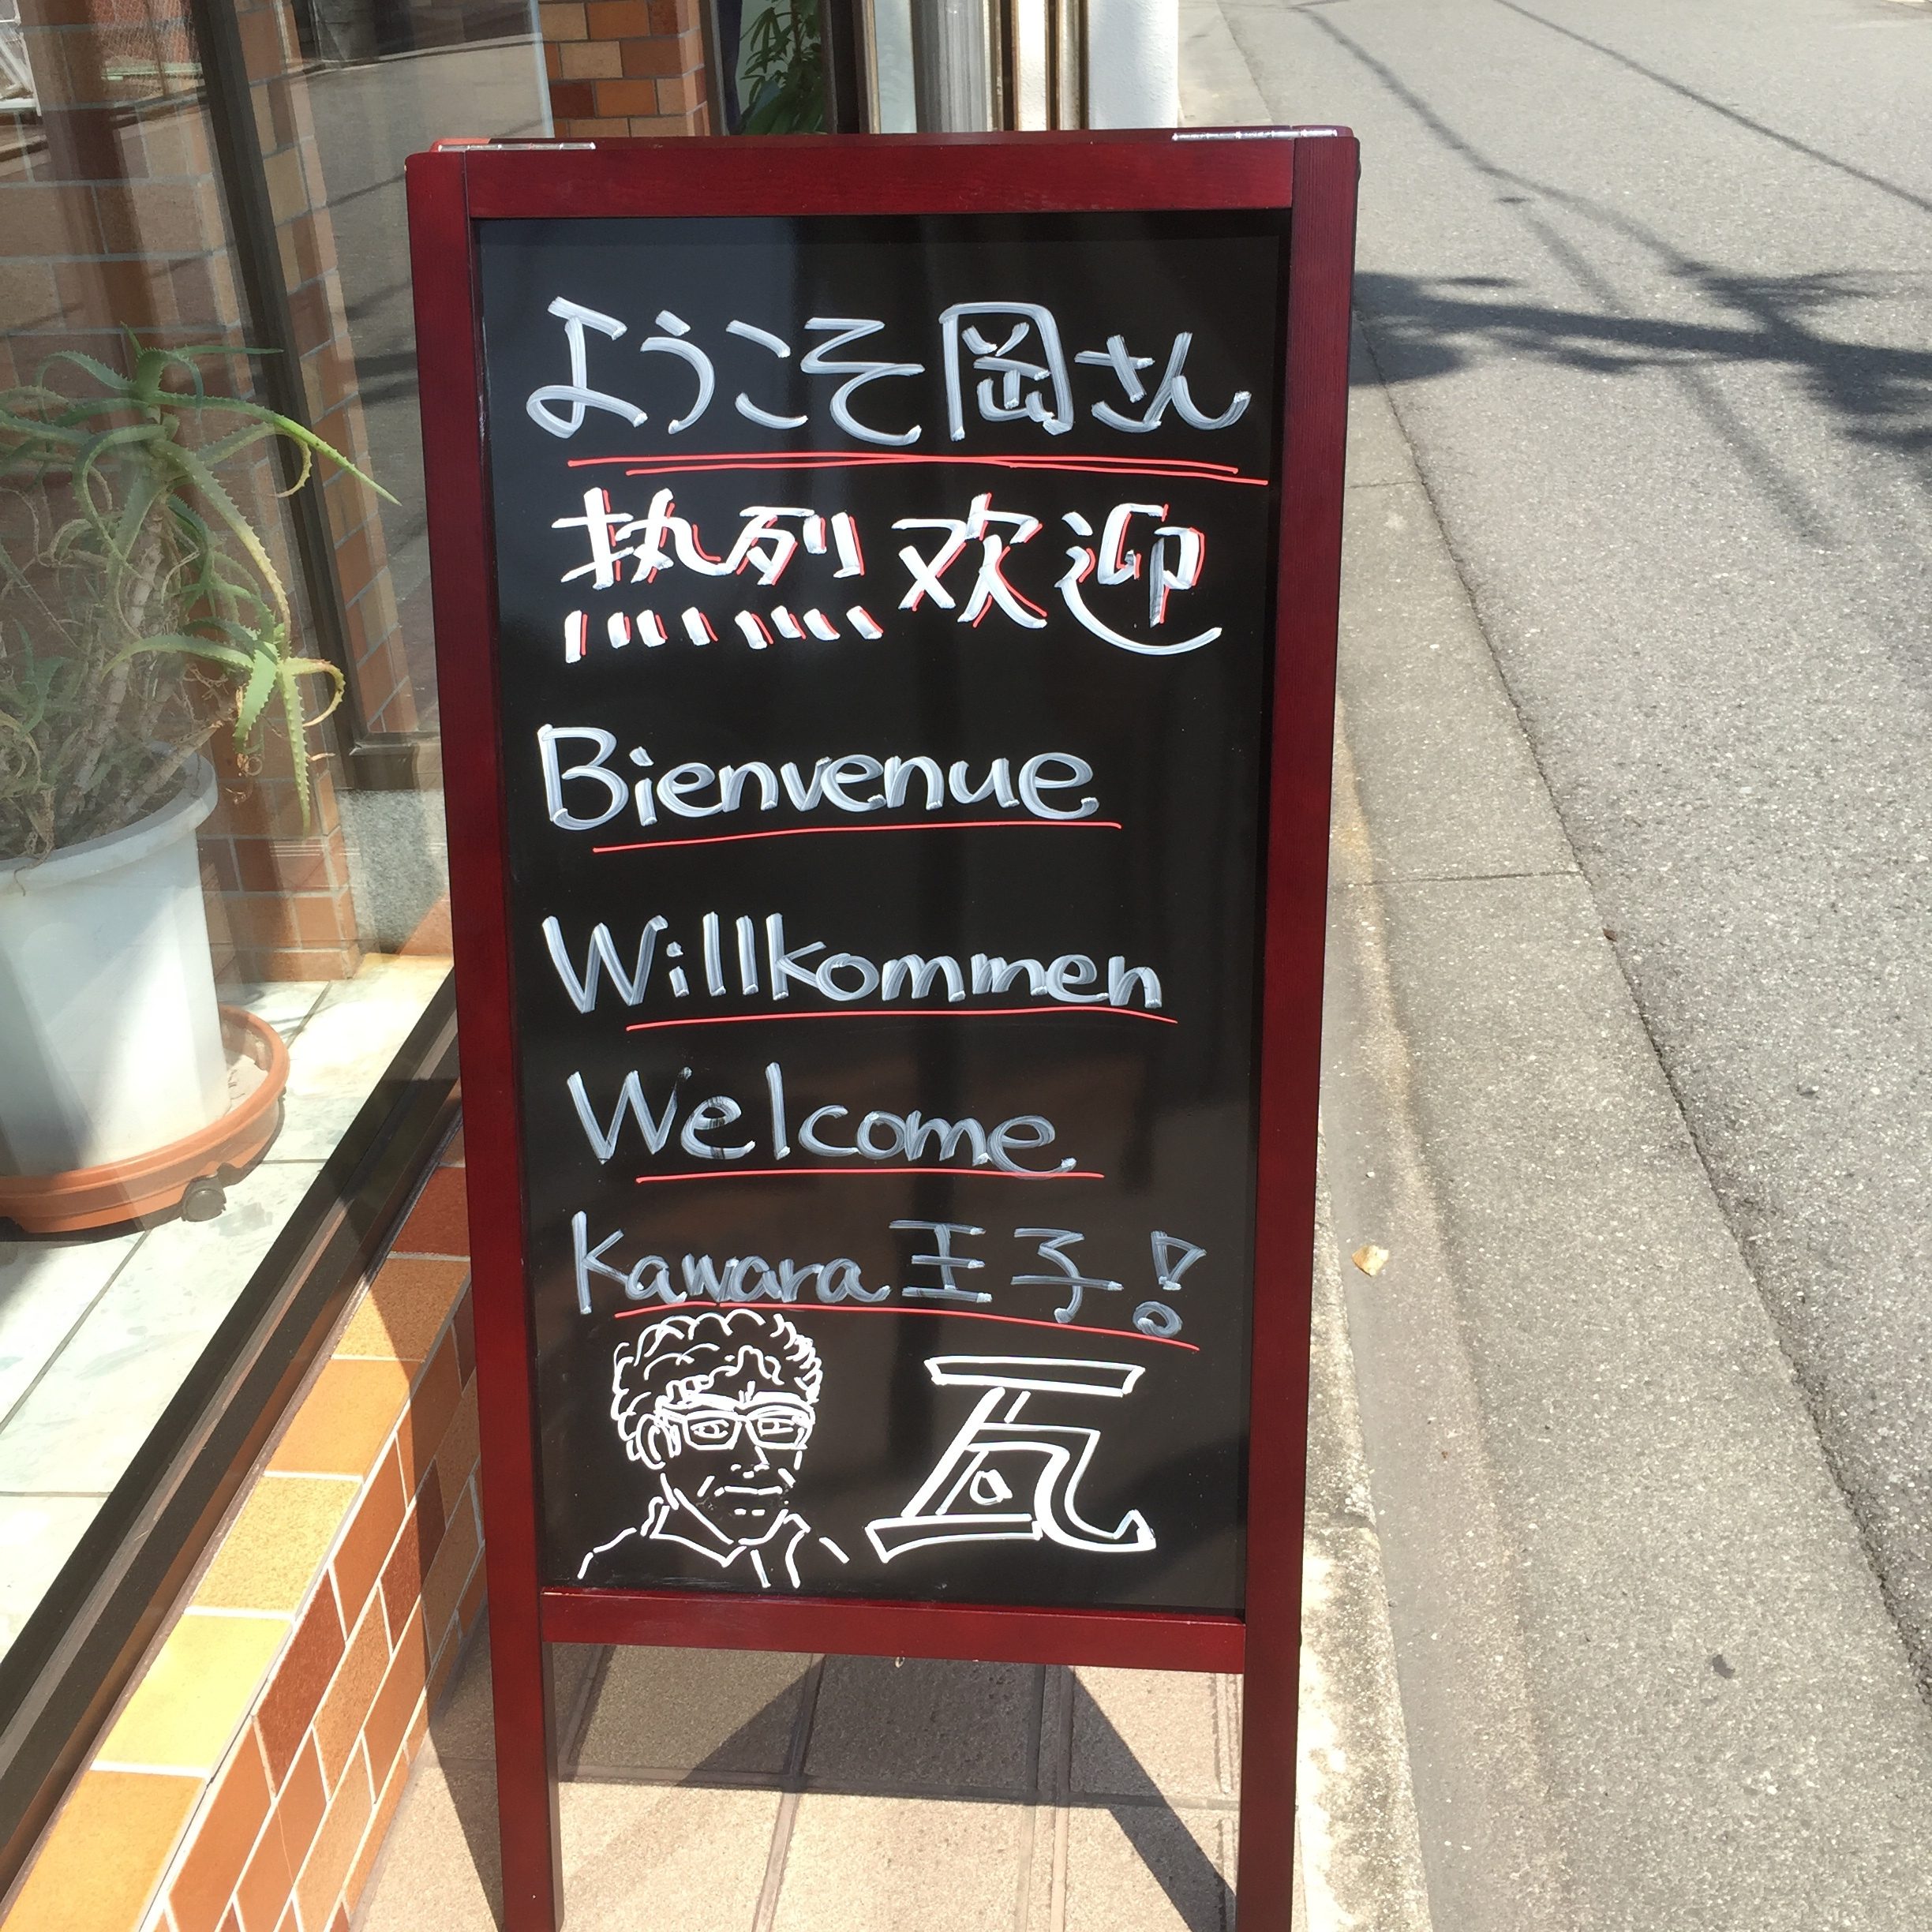 ようこそ岡さん
热烈欢迎
Bienvenue
Willkommen
Welcome
Kawara王子!
瓦